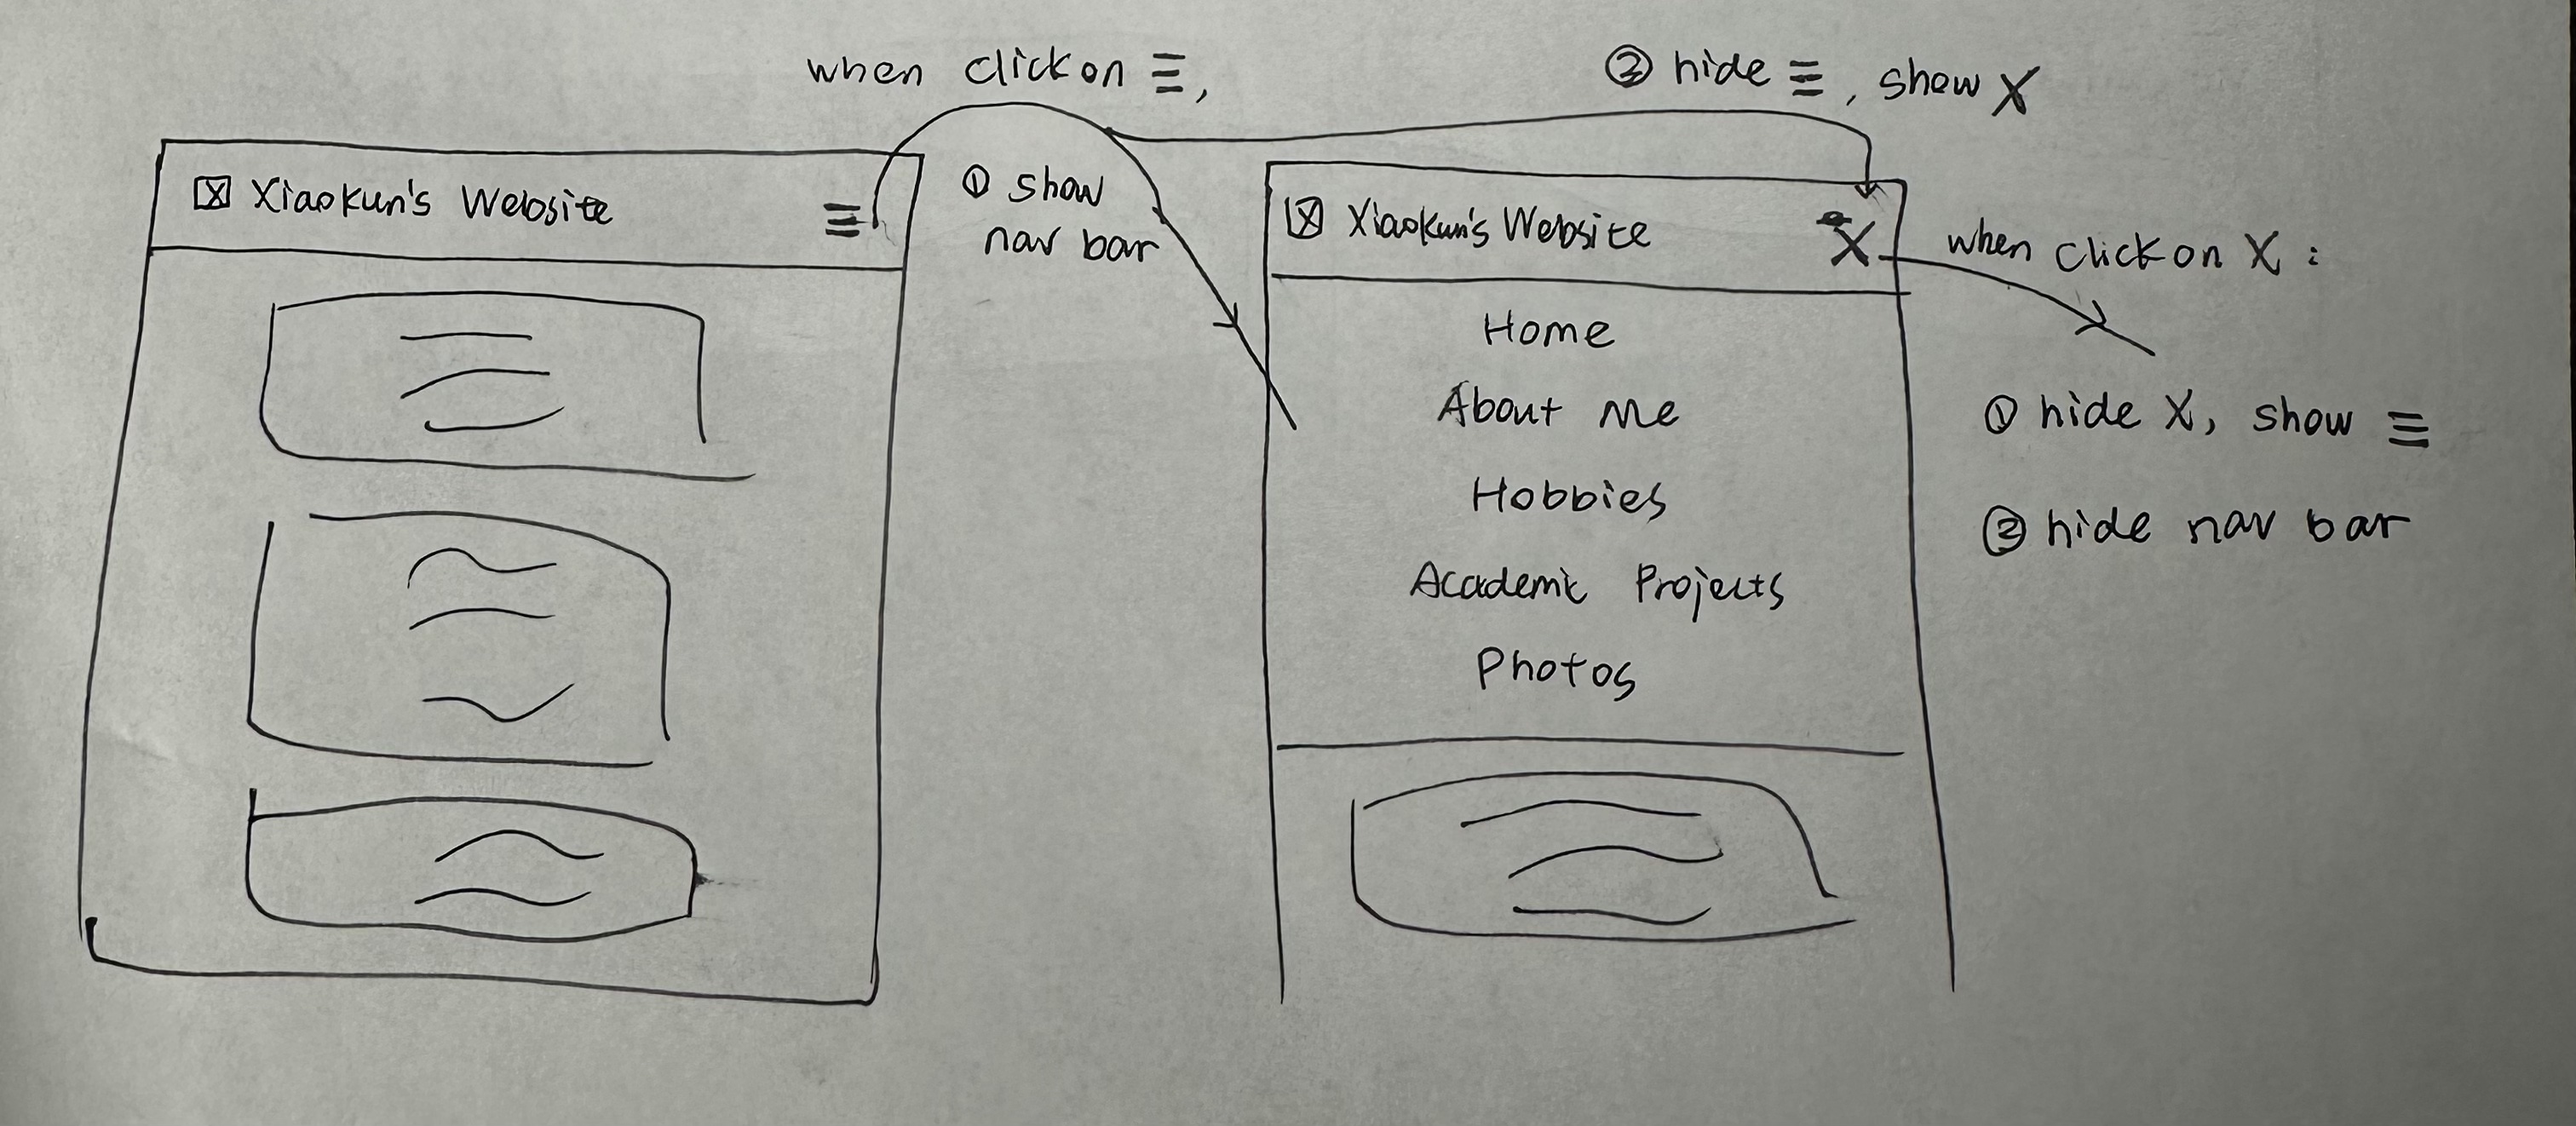 when click on ☰,
② hide ☰, show X
X Xiaokun's Website ☰
① show
nav bar
X Xiaokun's Website X
when click on X :
Home
About Me
Hobbies
Academic Projects
Photos
① hide X, show ☰
② hide nav bar